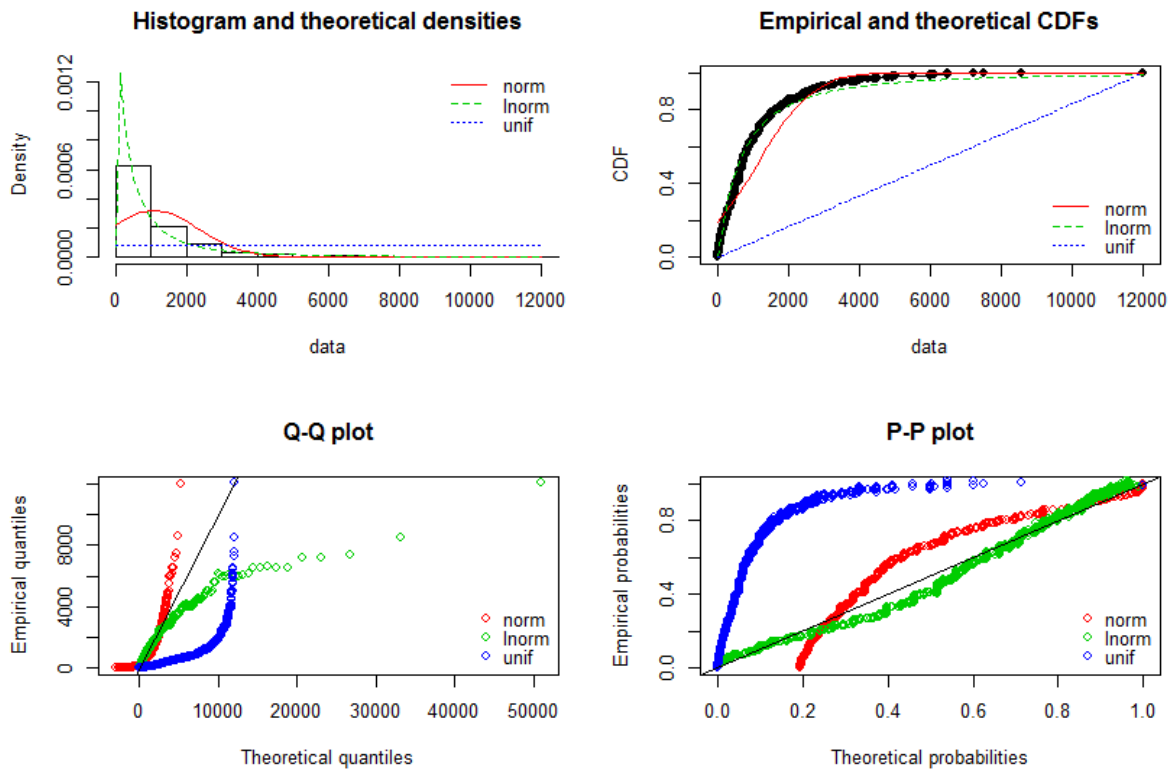 Histogram and theoretical densities
Density
0.0000 0.0006 0.0012
norm
lnorm
unif
0 2000 4000 6000 8000 10000 12000
data
Empirical and theoretical CDFs
CDF
0.0 0.4 0.8
norm
lnorm
unif
0 2000 4000 6000 8000 10000 12000
data
Q-Q plot
Empirical quantiles
0 4000 8000
norm
lnorm
unif
0 10000 20000 30000 40000 50000
Theoretical quantiles
P-P plot
Empirical probabilities
0.0 0.4 0.8
norm
lnorm
unif
0.0 0.2 0.4 0.6 0.8 1.0
Theoretical probabilities